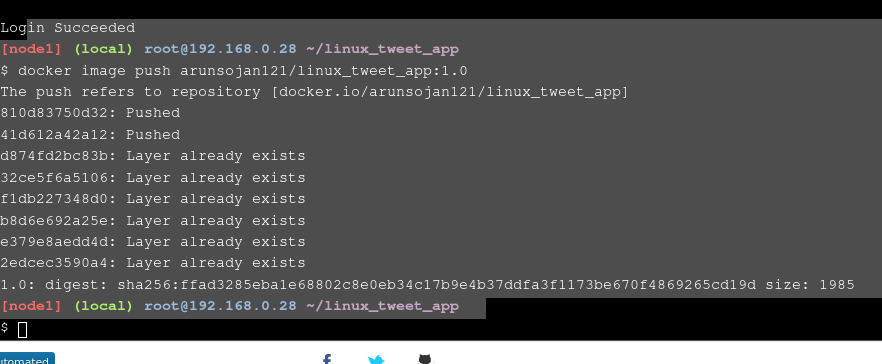 Login Succeeded
[node1] (local) root@192.168.0.28 ~/linux_tweet_app
$ docker image push arunsojan121/linux_tweet_app:1.0
The push refers to repository [docker.io/arunsojan121/linux_tweet_app]
810d83750d32: Pushed
41d612a42a12: Pushed
d874fd2bc83b: Layer already exists
32ce5f6a5106: Layer already exists
f1db227348d0: Layer already exists
b8d6e692a25e: Layer already exists
e379e8aedd4d: Layer already exists
2edcec3590a4: Layer already exists
1.0: digest: sha256:ffad3285eba1e68802c8e0eb34c17b9e4b37ddfa3f1173be670f4869265cd19d size: 1985
[node1] (local) root@192.168.0.28 ~/linux_tweet_app
$
utomated